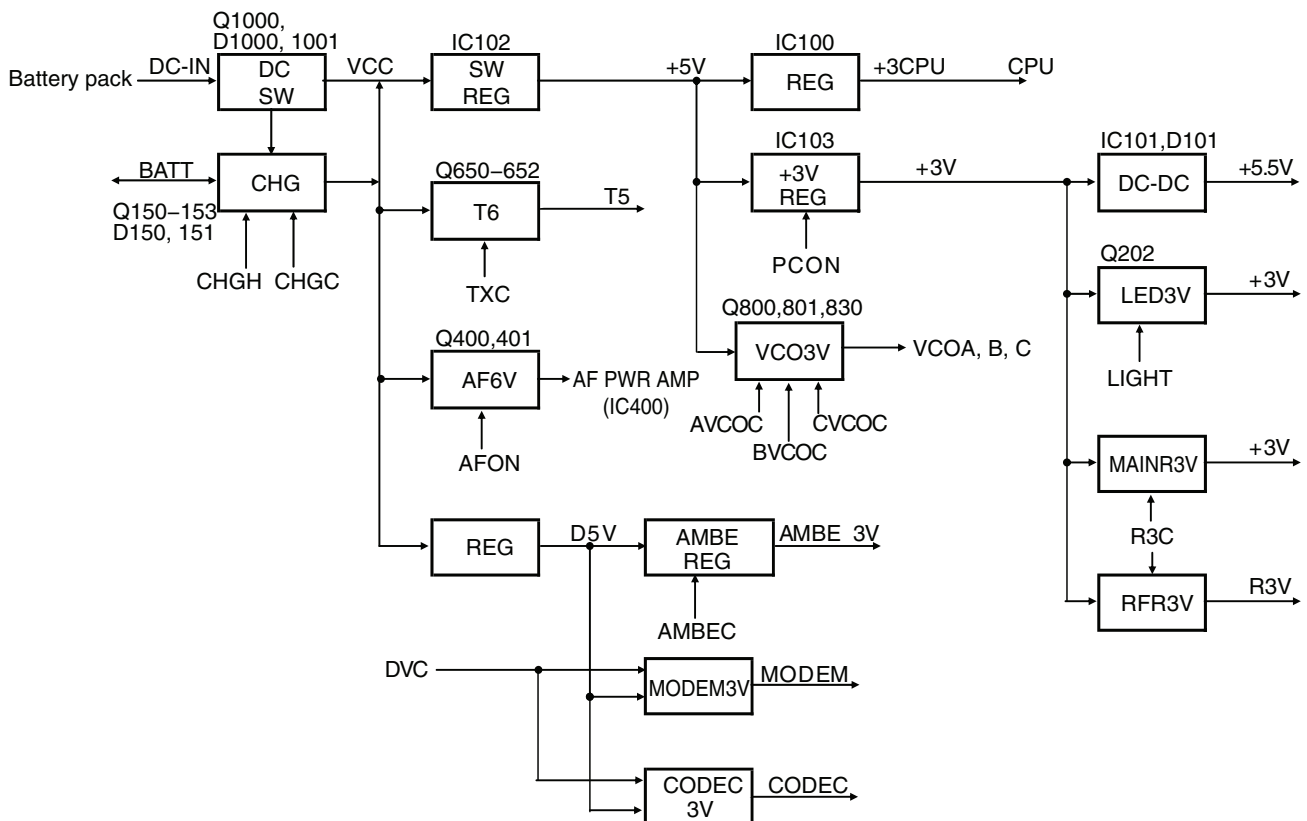 Q1000,
D1000, 1001
IC102
IC100
Battery pack
DC-IN
DC
SW
VCC
SW
REG
+5V
REG
+3CPU
CPU
IC103
IC101,D101
BATT
CHG
Q650–652
+3V
REG
+3V
DC-DC
+5.5V
Q150–153
D150, 151
T6
T5
CHGH
CHGC
TXC
PCON
Q202
LED3V
+3V
Q800,801,830
VCO3V
VCOA, B, C
LIGHT
Q400,401
AF6V
AF PWR AMP
(IC400)
AVCOC
BVCOC
CVCOC
AFON
MAINR3V
+3V
REG
D5V
AMBE
REG
AMBE 3V
R3C
RFR3V
R3V
AMBEC
DVC
MODEM3V
MODEM
CODEC
3V
CODEC